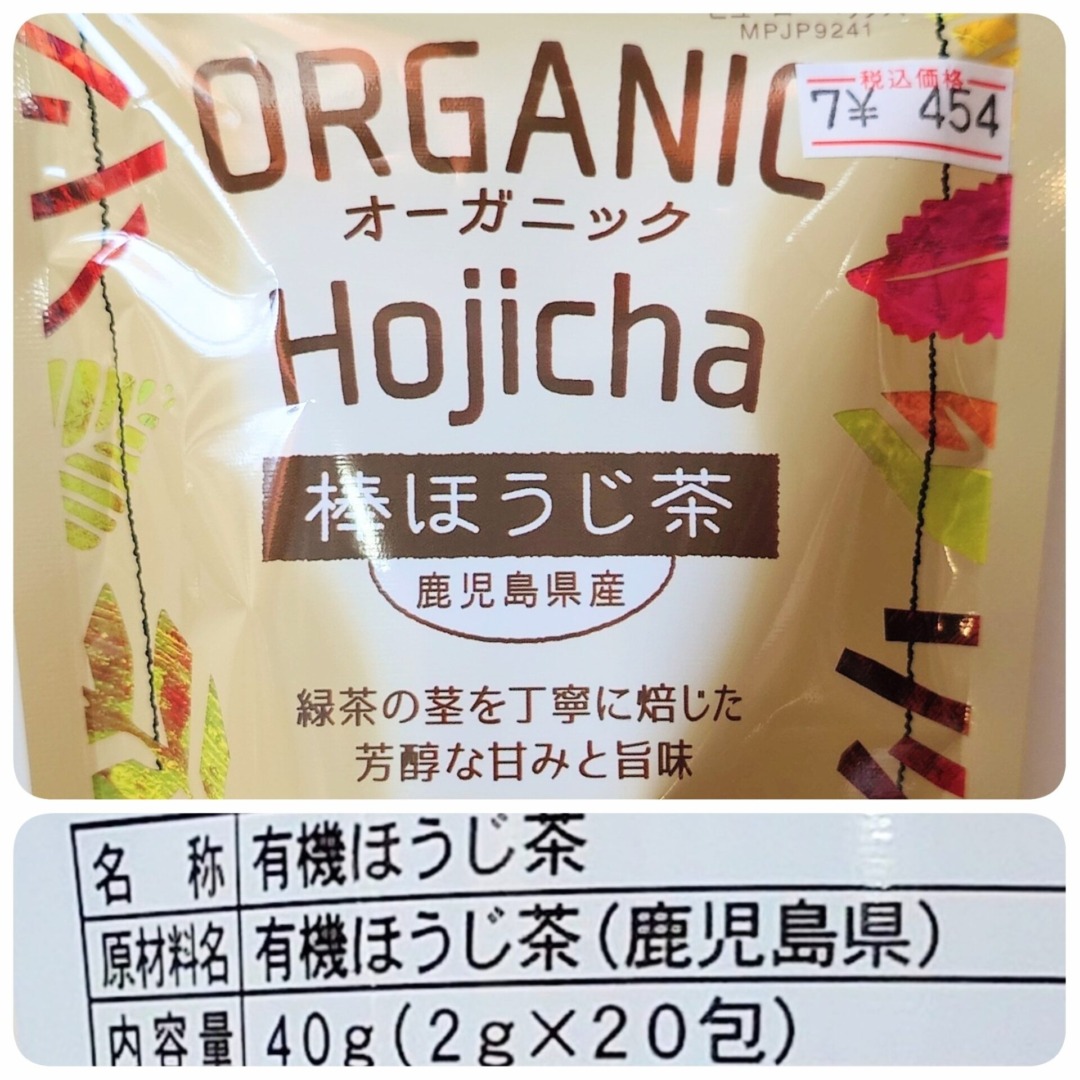 MPJP9241
ORGANIC
税込価格
7¥ 454
オーガニック
Hojicha
棒ほうじ茶
鹿児島県産
緑茶の茎を丁寧に焙じた
芳醇な甘みと旨味
名 称 有機ほうじ茶
原材料名 有機ほうじ茶(鹿児島県)
内容量 40g(2g×20包)